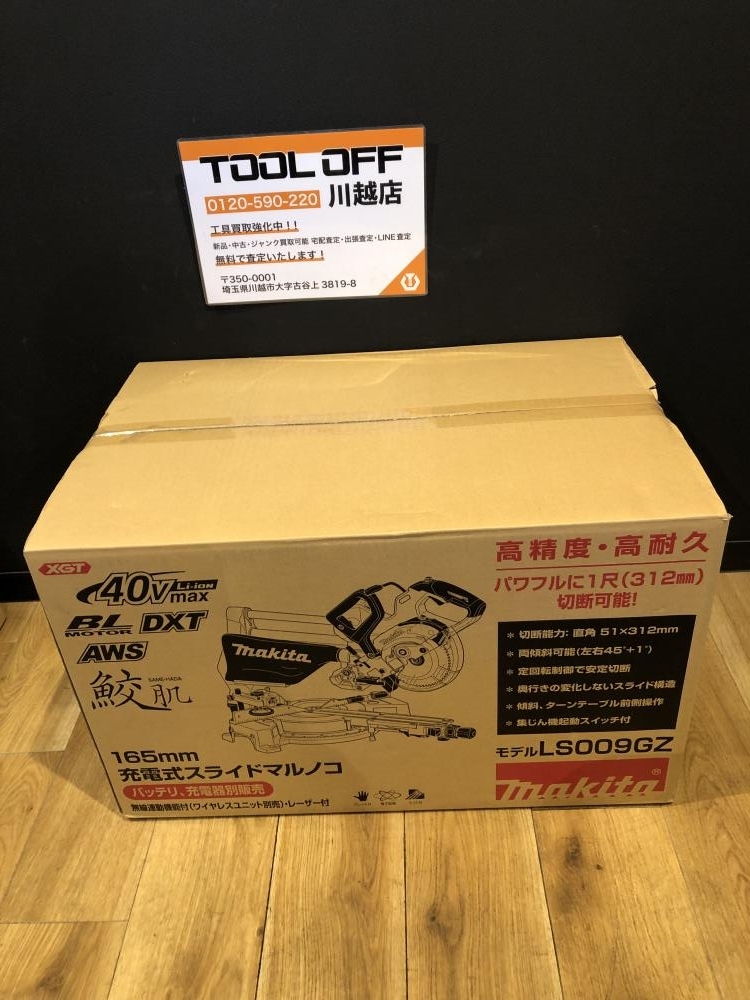 TOOL OFF
0120-590-220 川越店
工具買取強化中！！
新品・中古・ジャンク買取可能 宅配査定・出張査定・LINE査定
無料で査定いたします！
〒350-0001
埼玉県川越市大字古谷上 3819-8
XGT
40Vmax Li-ion
BL MOTOR DXT
AWS
鮫肌 SAME-HADA
makita
165mm
充電式スライドマルノコ
バッテリ、充電器別販売
無線連動機能付(ワイヤレスユニット別売)・レーザー付
高精度・高耐久
パワフルに1尺(312mm)
切断可能!
* 切断能力: 直角 51×312mm
* 両傾斜可能(左右45°+1°)
* 定回転制御で安定切断
* 奥行きの変化しないスライド構造
* 傾斜、ターンテーブル前側操作
* 集じん機起動スイッチ付
モデル LS009GZ
makita®